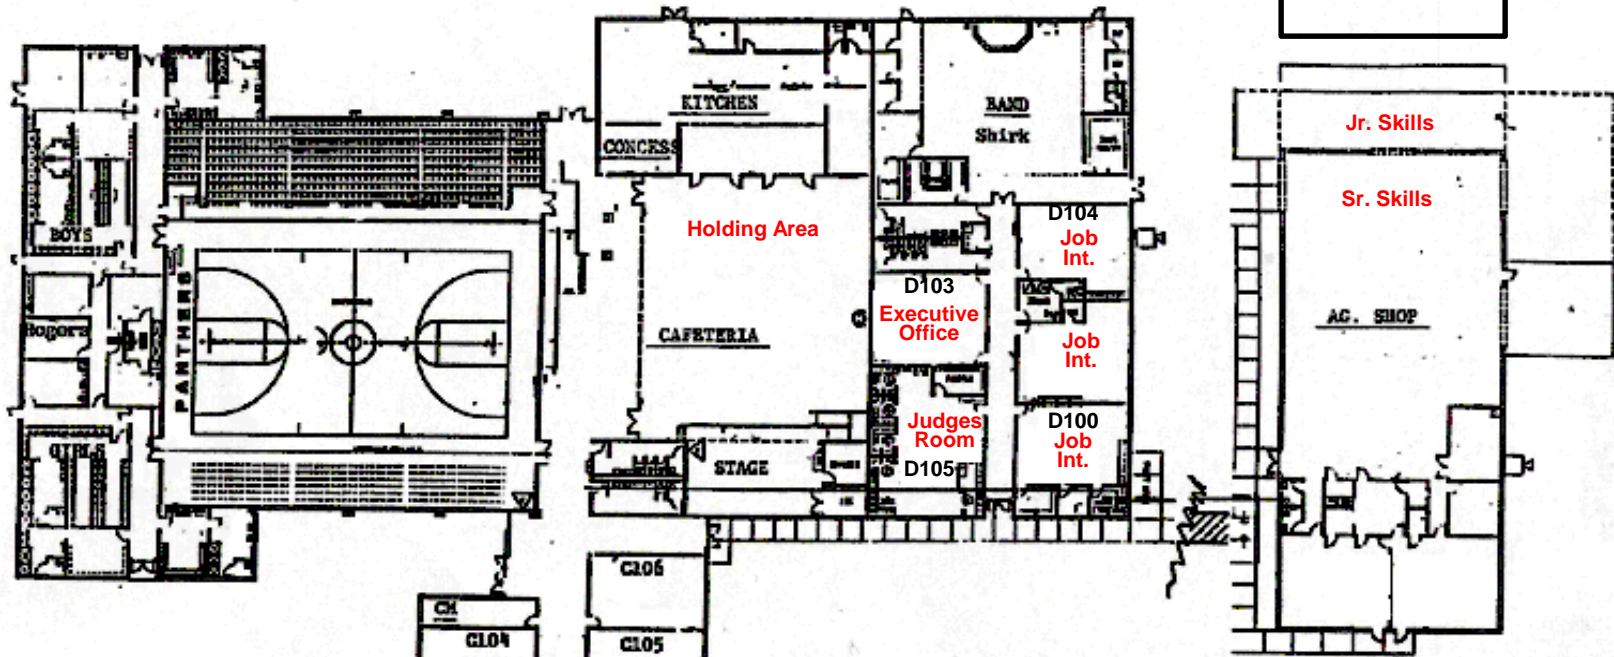 KITCHEN
CONCESS
BAND
Shirk
Jr. Skills
Sr. Skills
BOYS
Holding Area
D104
Job
Int.
PANTHERS
Rogers
D103
Executive
Office
CAFETERIA
Job
Int.
AG. SHOP
GIRLS
Judges
Room
D105
D100
Job
Int.
STAGE
C106
CH
C104
C105